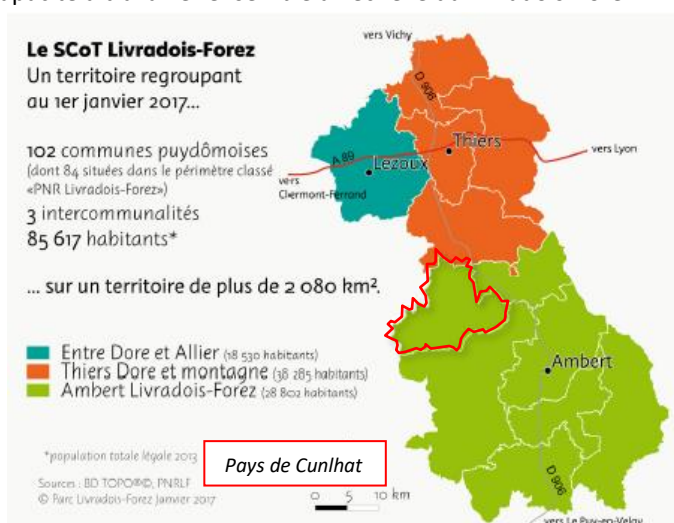 Le SCoT Livradois-Forez
Un territoire regroupant
au 1er janvier 2017...
102 communes puydômoises
(dont 84 situées dans le périmètre classé
«PNR Livradois-Forez»)
3 intercommunalités
85 617 habitants*
... sur un territoire de plus de 2 080 km².
Entre Dore et Allier (18 530 habitants)
Thiers Dore et montagne (38 285 habitants)
Ambert Livradois-Forez (28 802 habitants)
*population totale légale 2013
Sources : BD TOPO®©, PNRLF
© Parc Livradois-Forez Janvier 2017
Pays de Cunlhat
0 5 10 km
vers Vichy
D 906
Thiers
vers Lyon
A 89
Lezoux
vers
Clermont-Ferrand
Ambert
D 906
vers Le Puy-en-Velay